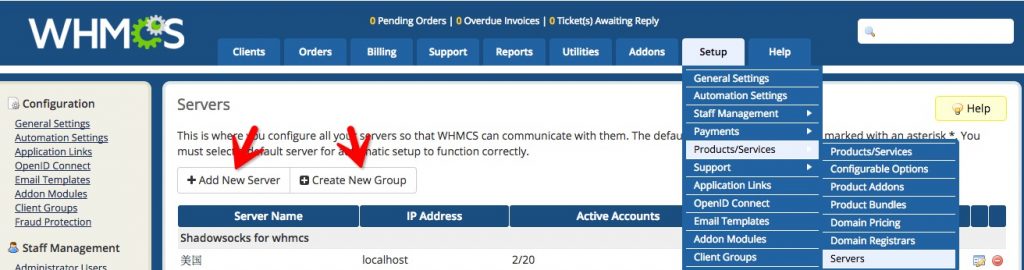 WHMCS
0 Pending Orders | 0 Overdue Invoices | 0 Ticket(s) Awaiting Reply
Clients Orders Billing Support Reports Utilities Addons Setup Help
Configuration
General Settings
Automation Settings
Application Links
OpenID Connect
Email Templates
Addon Modules
Client Groups
Fraud Protection
Staff Management
Administrator Users
Servers
Help
This is where you configure all your servers so that WHMCS can communicate with them. The defau marked with an asterisk *. You
must select default server for automatic setup to function correctly.
Add New Server Create New Group
Server Name IP Address Active Accounts
Shadowsocks for whmcs
美国 localhost 2/20
General Settings
Automation Settings
Staff Management
Payments
Products/Services
Support
Application Links
OpenID Connect
Email Templates
Addon Modules
Client Groups
Products/Services
Configurable Options
Product Addons
Product Bundles
Domain Pricing
Domain Registrars
Servers